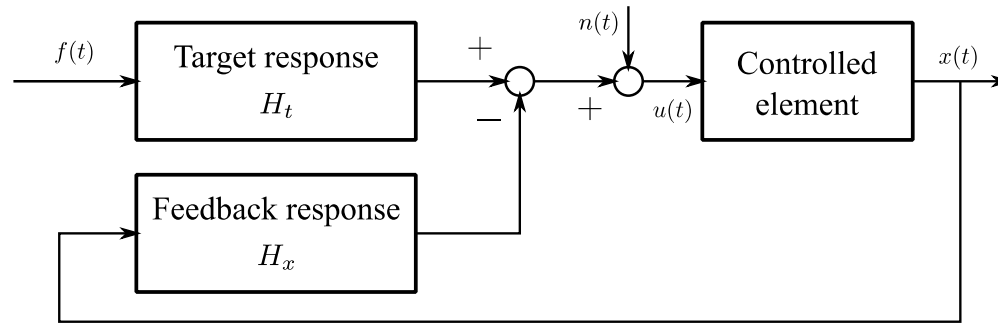 f(t)
Target response
H_t
+
−
n(t)
+
u(t)
Controlled
element
x(t)
Feedback response
H_x